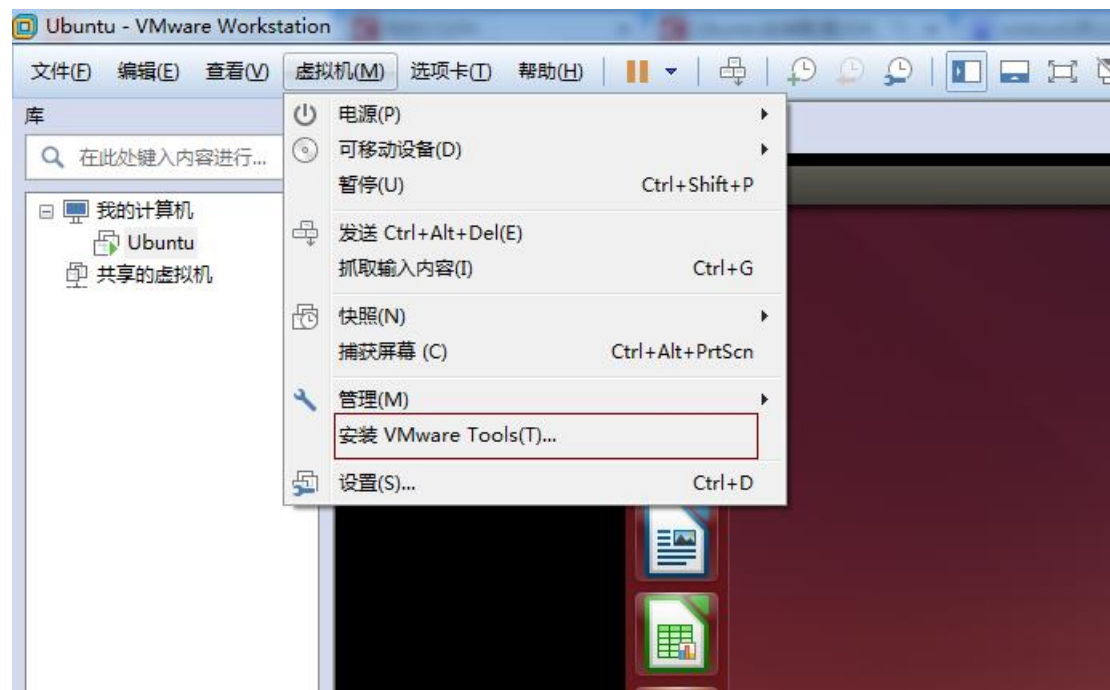 Ubuntu - VMware Workstation
文件(F) 编辑(E) 查看(V) 虚拟机(M) 选项卡(T) 帮助(H)
库
在此处键入内容进行...
我的计算机
Ubuntu
共享的虚拟机
电源(P)
可移动设备(D)
暂停(U) Ctrl+Shift+P
发送 Ctrl+Alt+Del(E)
抓取输入内容(I) Ctrl+G
快照(N)
捕获屏幕 (C) Ctrl+Alt+PrtScn
管理(M)
安装 VMware Tools(T)...
设置(S)... Ctrl+D